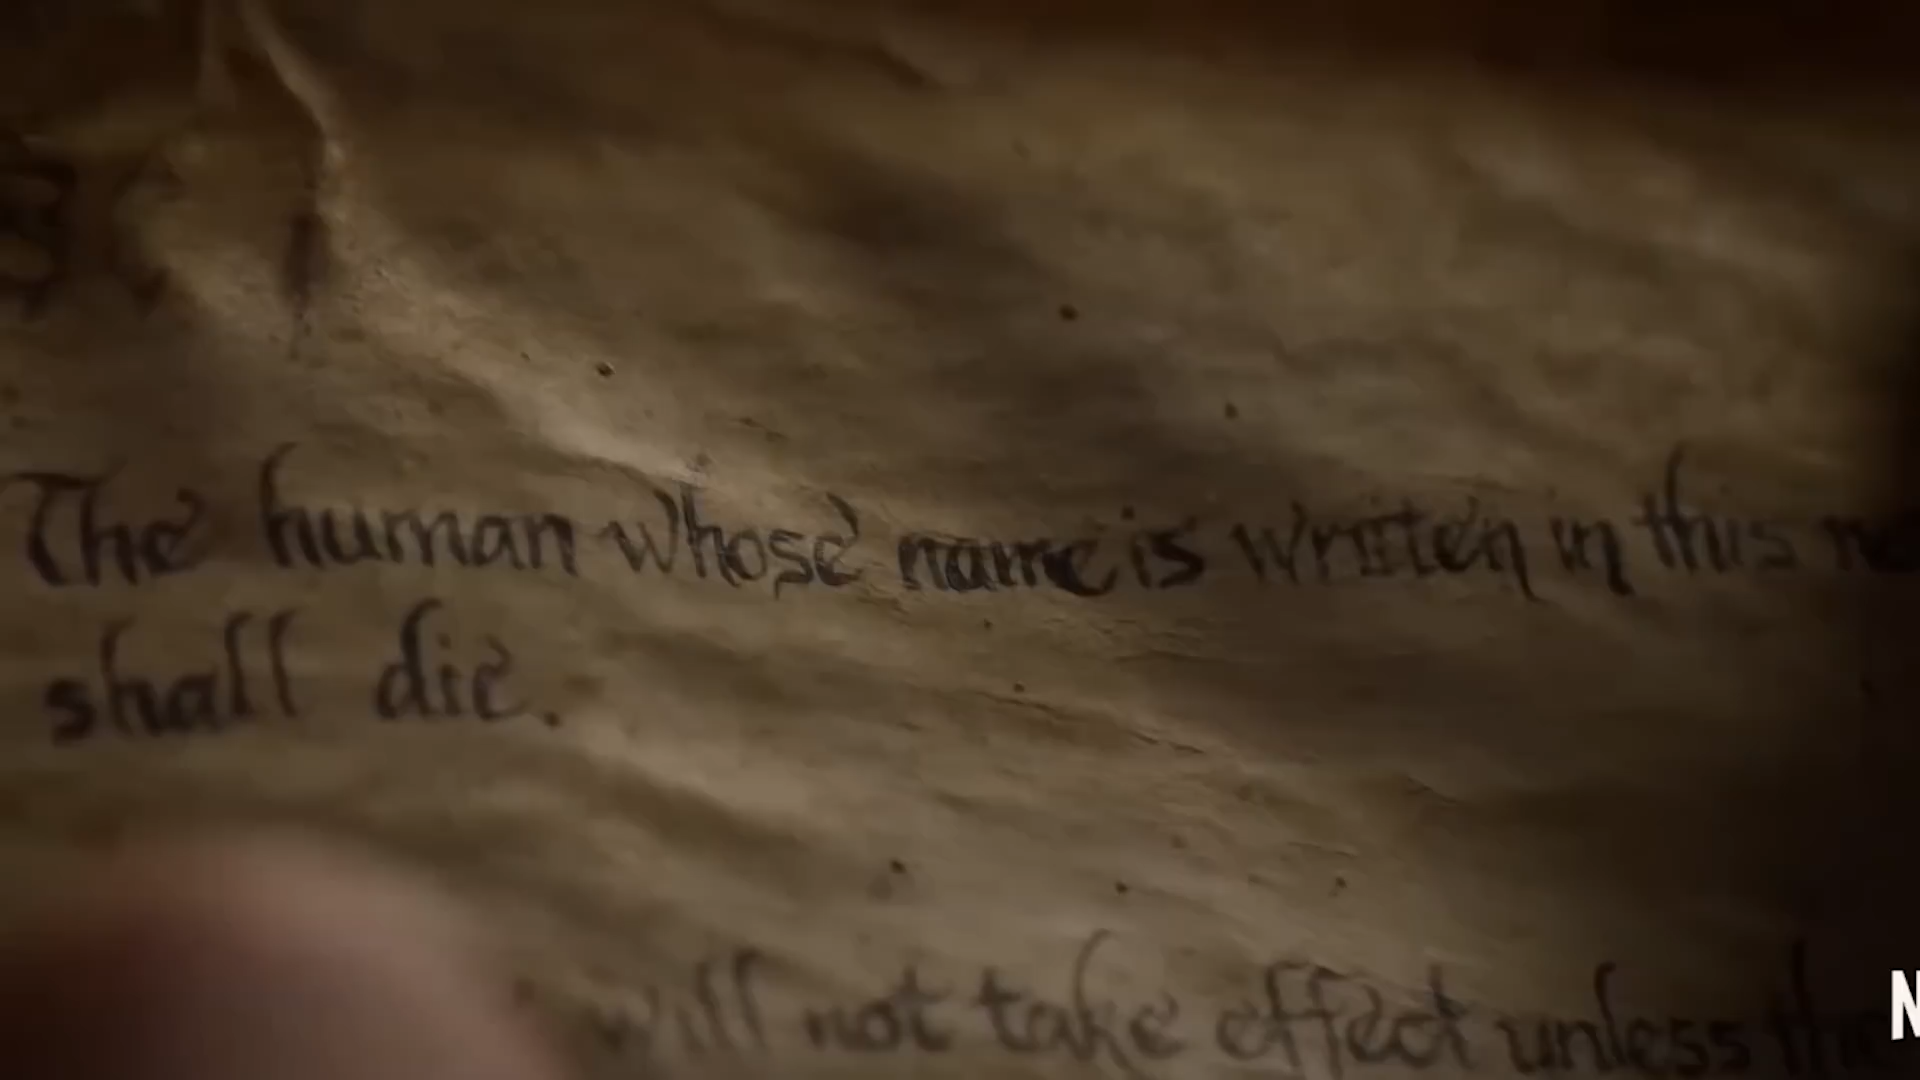 The human whose name is written in this
shall die.
will not take effect unless the
N